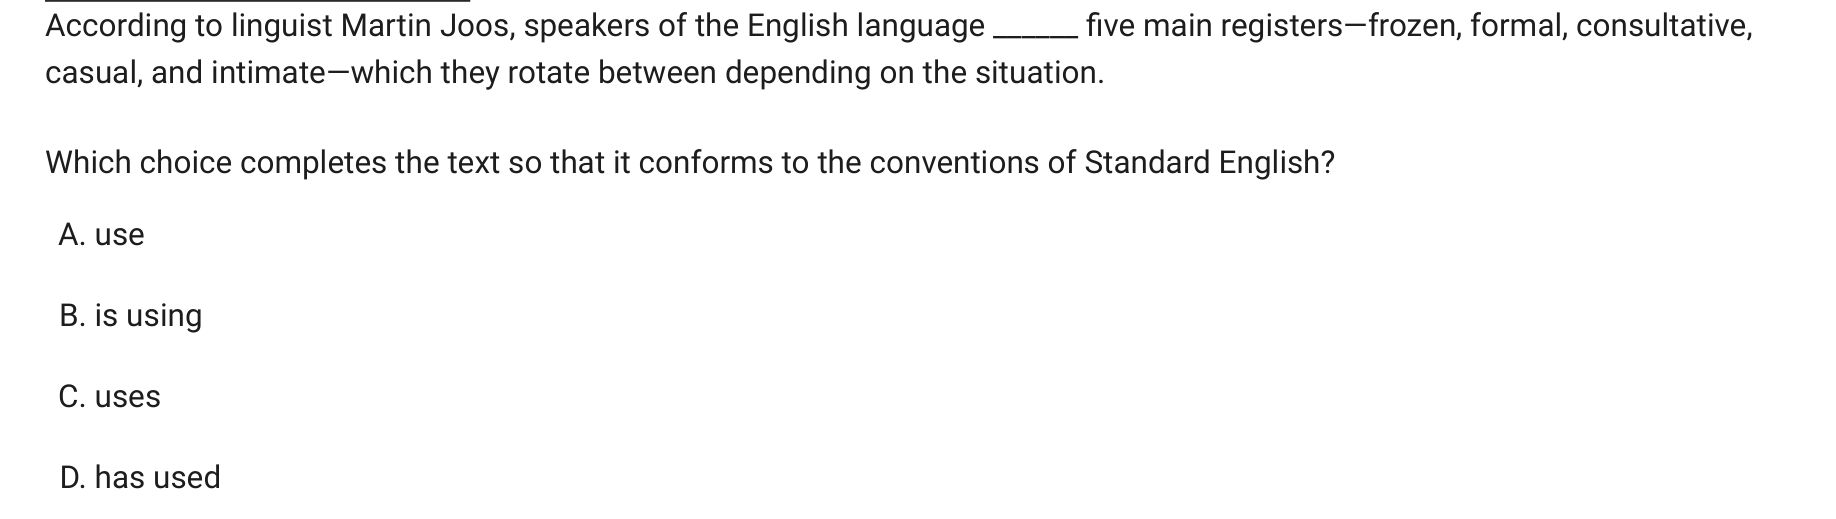 According to linguist Martin Joos, speakers of the English language ______ five main registers—frozen, formal, consultative,
casual, and intimate—which they rotate between depending on the situation.
Which choice completes the text so that it conforms to the conventions of Standard English?
A. use
B. is using
C. uses
D. has used